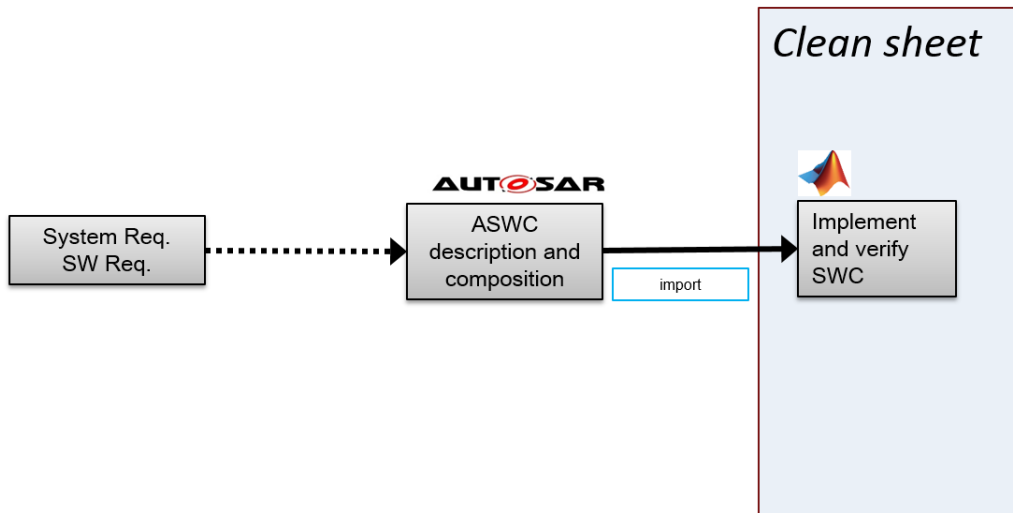 Clean sheet
AUTOSAR
System Req.
SW Req.
ASWC
description and
composition
import
Implement
and verify
SWC